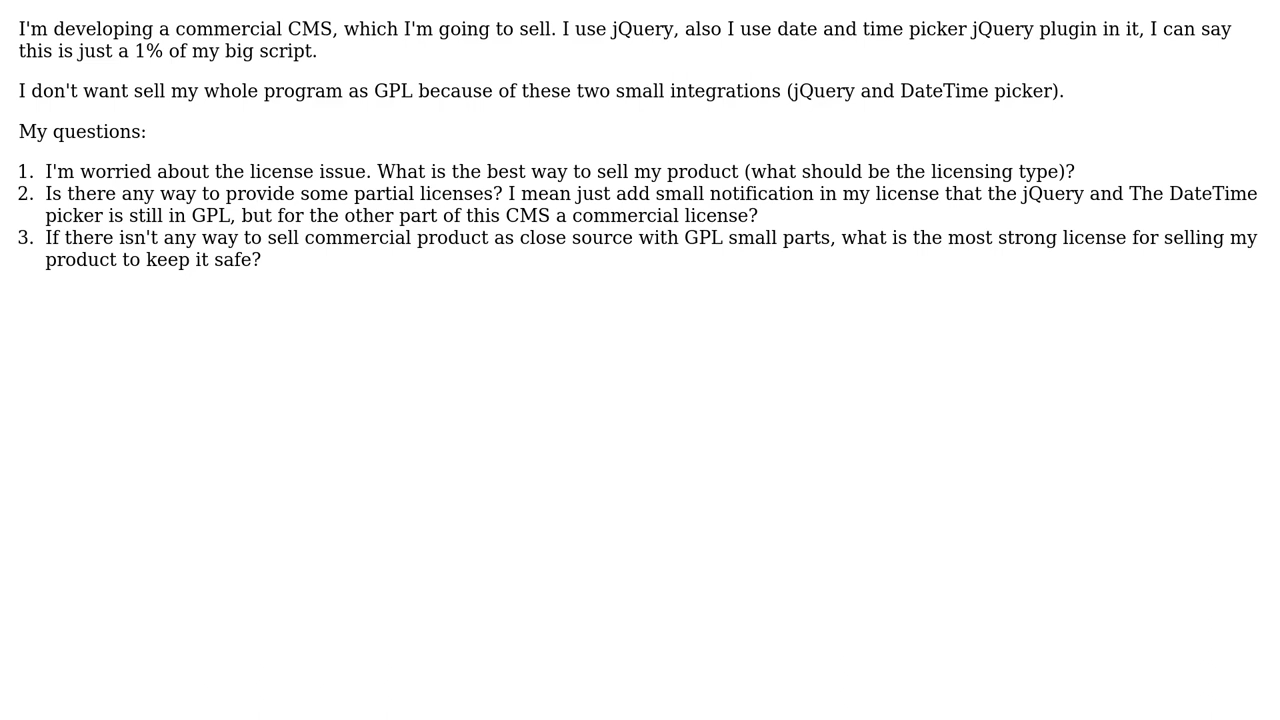 I'm developing a commercial CMS, which I'm going to sell. I use jQuery, also I use date and time picker jQuery plugin in it, I can say
this is just a 1% of my big script.
I don't want sell my whole program as GPL because of these two small integrations (jQuery and DateTime picker).
My questions:
1. I'm worried about the license issue. What is the best way to sell my product (what should be the licensing type)?
2. Is there any way to provide some partial licenses? I mean just add small notification in my license that the jQuery and The DateTime
picker is still in GPL, but for the other part of this CMS a commercial license?
3. If there isn't any way to sell commercial product as close source with GPL small parts, what is the most strong license for selling my
product to keep it safe?